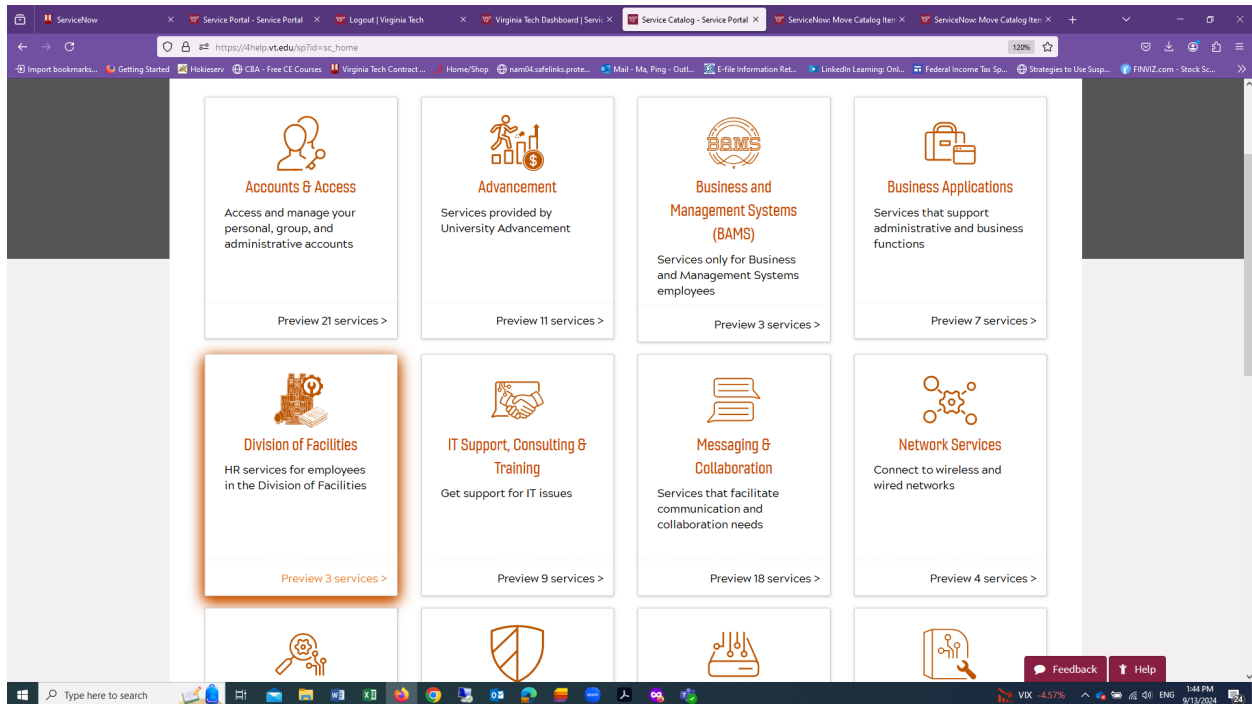 ServiceNow
Service Portal - Service Portal
Logout | Virginia Tech
Virginia Tech Dashboard | Servic
Service Catalog - Service Portal
ServiceNow: Move Catalog Item
ServiceNow: Move Catalog Item
https://4help.vt.edu/sp?id=sc_home
120%
Import bookmarks...
Getting Started
Hokieserv
CBA - Free CE Courses
Virginia Tech Contract ...
Home/Shop
nam04.safelinks.prote...
Mail - Ma, Ping - Outl...
E-file Information Ret...
LinkedIn Learning: Onl...
Federal Income Tax Sp...
Strategies to Use Susp...
FINVIZ.com - Stock Sc...
Accounts & Access
Access and manage your
personal, group, and
administrative accounts
Preview 21 services >
Advancement
Services provided by
University Advancement
Preview 11 services >
BAMS
Business and
Management Systems
(BAMS)
Services only for Business
and Management Systems
employees
Preview 3 services >
Business Applications
Services that support
administrative and business
functions
Preview 7 services >
Division of Facilities
HR services for employees
in the Division of Facilities
Preview 3 services >
IT Support, Consulting &
Training
Get support for IT issues
Preview 9 services >
Messaging &
Collaboration
Services that facilitate
communication and
collaboration needs
Preview 18 services >
Network Services
Connect to wireless and
wired networks
Preview 4 services >
Feedback
Help
Type here to search
VIX -4.57%
ENG
1:44 PM
9/13/2024
24